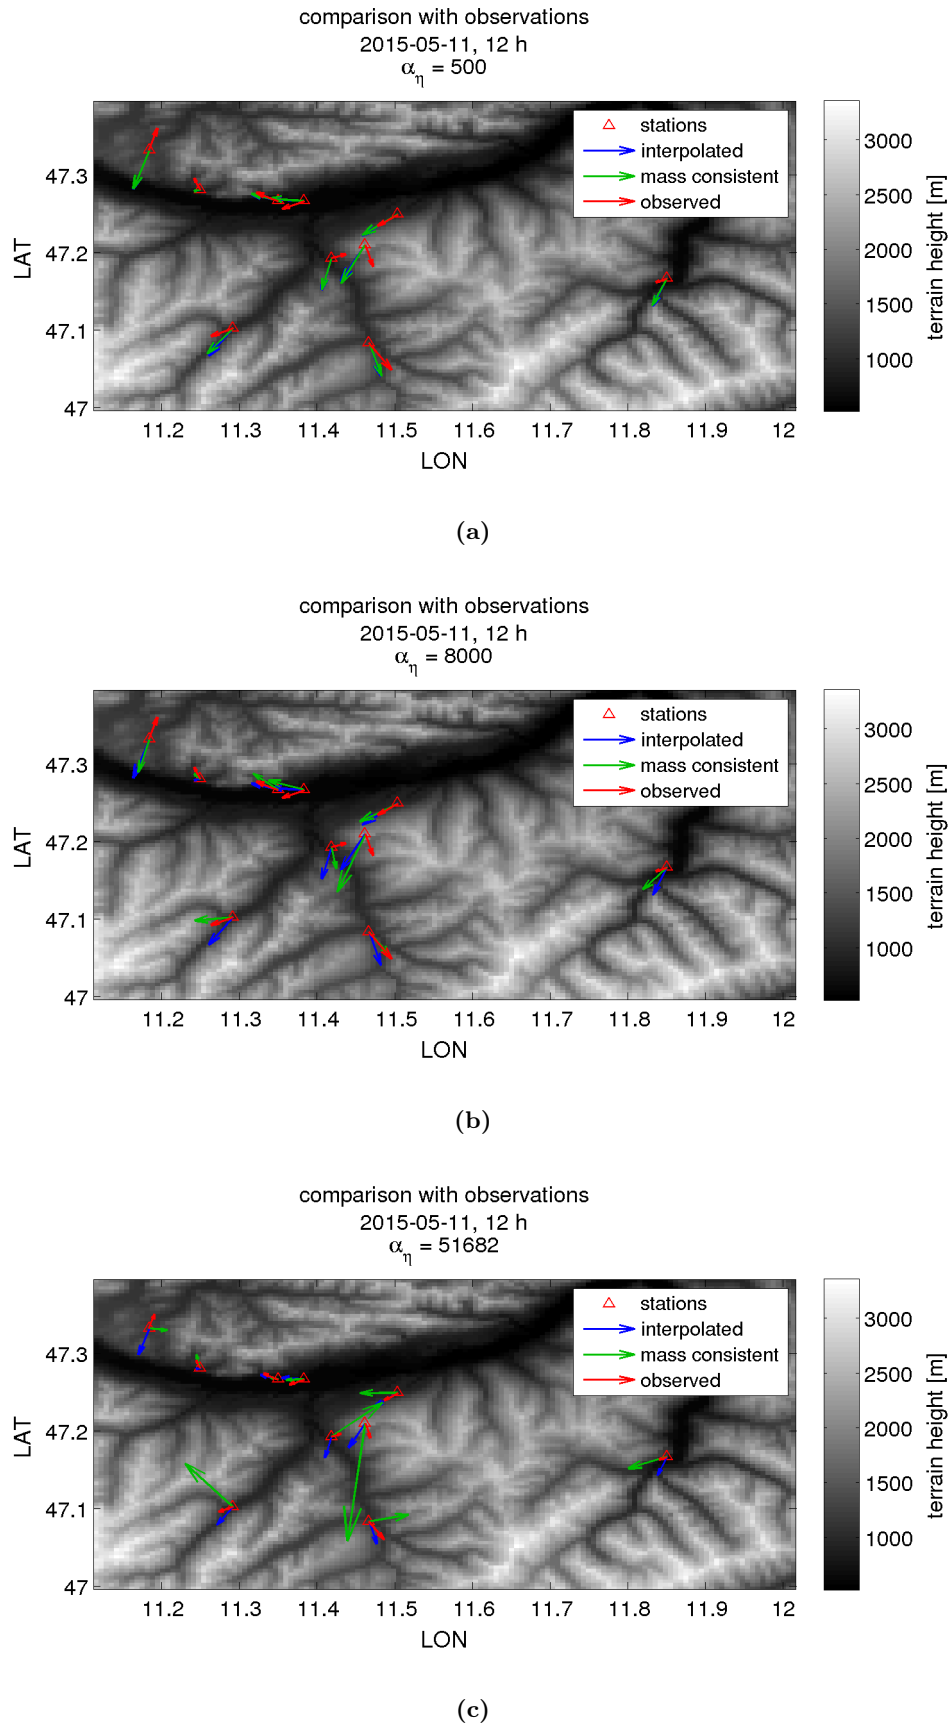 comparison with observations
2015-05-11, 12 h
αη = 500
stations
interpolated
mass consistent
observed
47.3
47.2
47.1
47
LAT
11.2 11.3 11.4 11.5 11.6 11.7 11.8 11.9 12
LON
3000
2500
2000
1500
1000
terrain height [m]
(a)
comparison with observations
2015-05-11, 12 h
αη = 8000
stations
interpolated
mass consistent
observed
47.3
47.2
47.1
47
LAT
11.2 11.3 11.4 11.5 11.6 11.7 11.8 11.9 12
LON
3000
2500
2000
1500
1000
terrain height [m]
(b)
comparison with observations
2015-05-11, 12 h
αη = 51682
stations
interpolated
mass consistent
observed
47.3
47.2
47.1
47
LAT
11.2 11.3 11.4 11.5 11.6 11.7 11.8 11.9 12
LON
3000
2500
2000
1500
1000
terrain height [m]
(c)